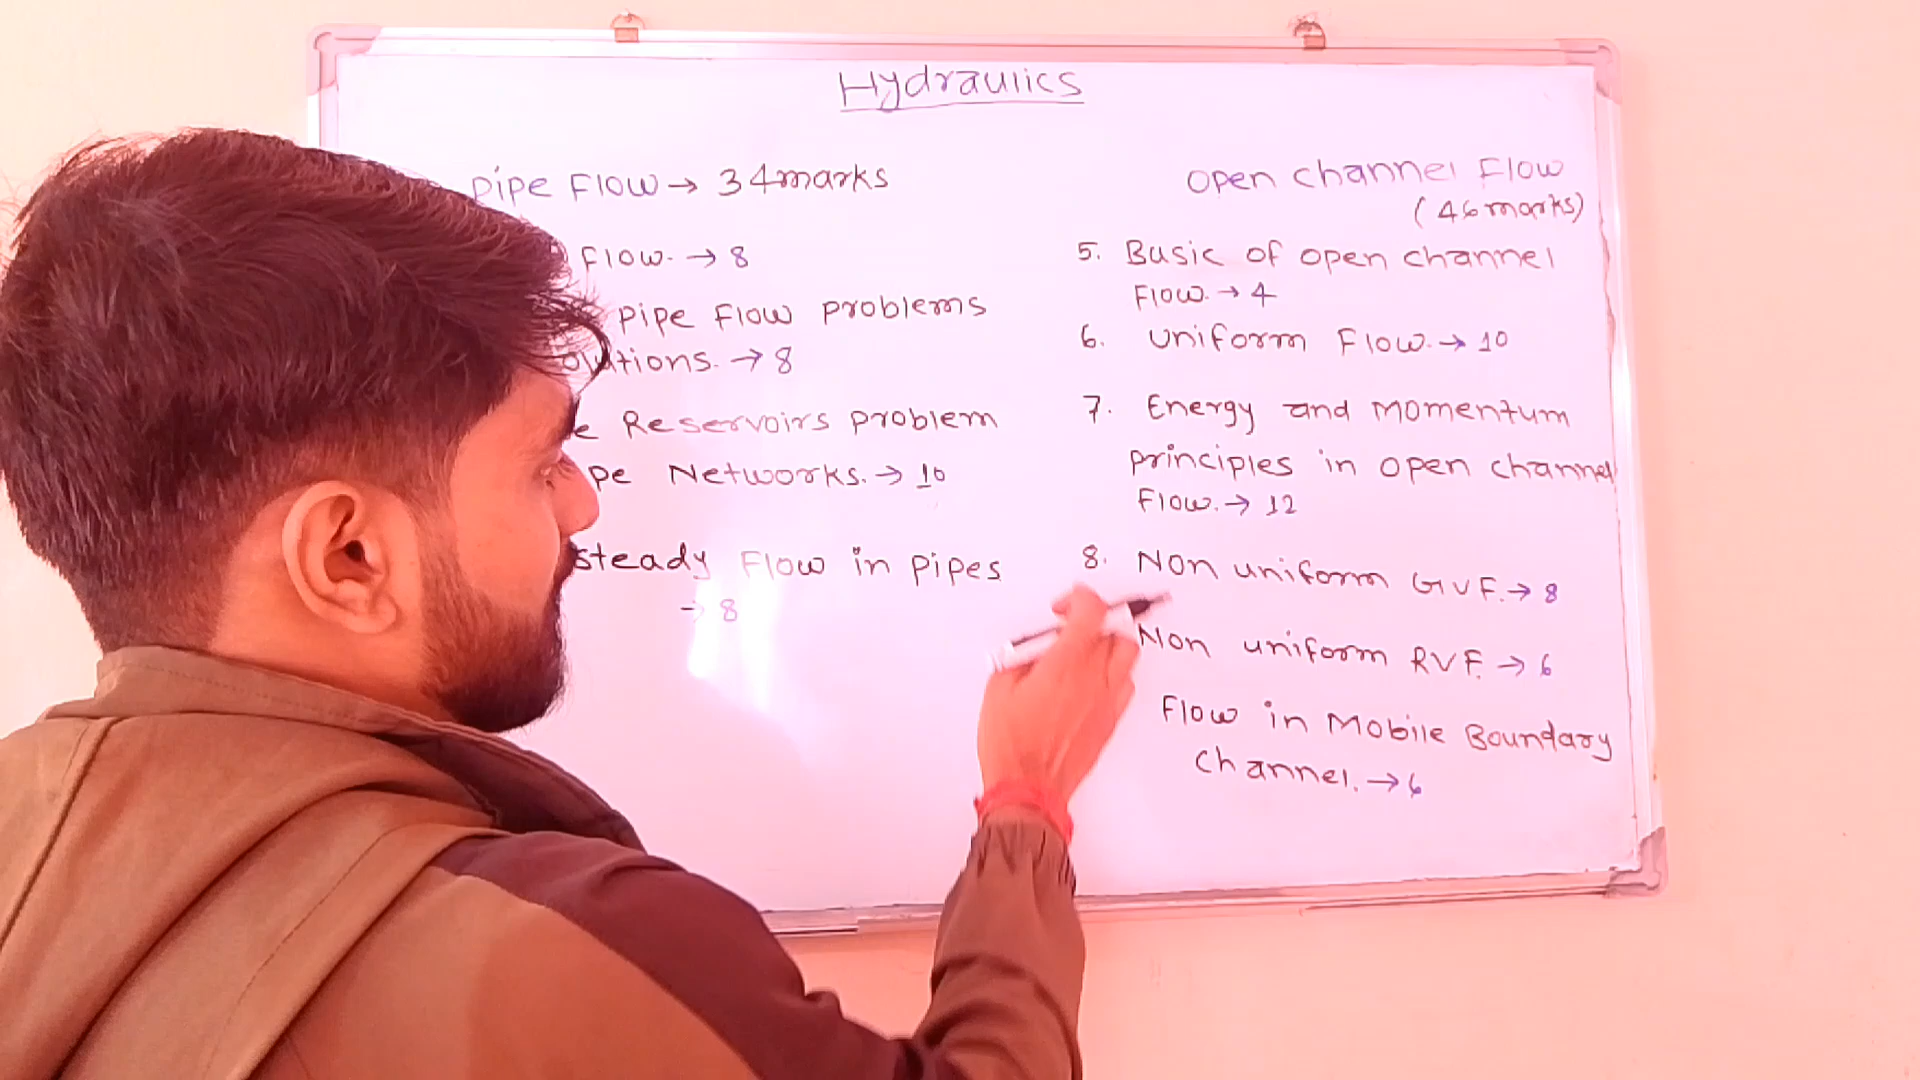 Hydraulics
Pipe Flow → 34marks
Flow. → 8
pipe Flow problems
olutions. → 8
e Reservoirs problem
pe Networks. → 10
steady Flow in pipes
→ 8
open channel Flow
(46marks)
5. Basic of open channel
Flow. → 4
6. uniform Flow. → 10
7. Energy and Momentum
principles in open channel
Flow. → 12
8. Non uniform GVF. → 8
Non uniform RVF. → 6
Flow in Mobile Boundary
channel. → 6